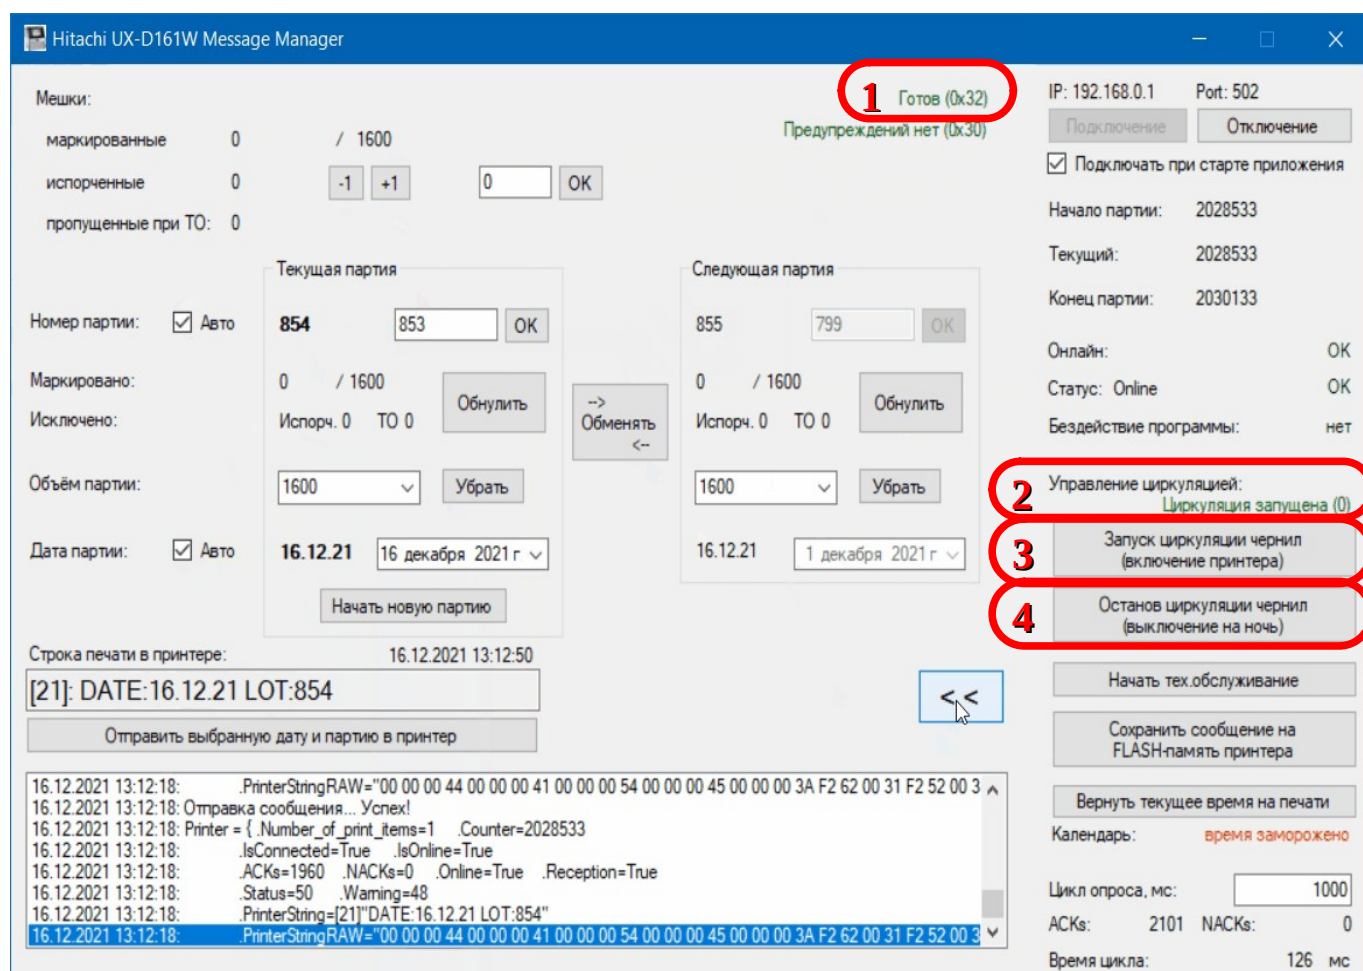 Hitachi UX-D161W Message Manager
Мешки:
1 Готов (0x32)
Предупреждений нет (0x30)
маркированные 0 / 1600
испорченные 0 -1 +1 0 OK
пропущенные при ТО: 0
IP: 192.168.0.1 Port: 502
Подключение Отключение
Подключать при старте приложения
Начало партии: 2028533
Текущий: 2028533
Конец партии: 2030133
Онлайн: OK
Статус: Online OK
Бездействие программы: нет
Текущая партия Следующая партия
Номер партии: Авто 854 853 OK 855 799 OK
Маркировано: 0 / 1600 Обнулить 0 / 1600 Обнулить
--> Обменять <--
Исключено: Испорч. 0 ТО 0 Испорч. 0 ТО 0
Объём партии: 1600 Убрать 1600 Убрать
Дата партии: Авто 16.12.21 16 декабря 2021 г. 16.12.21 1 декабря 2021 г.
Начать новую партию
2 Управление циркуляцией:
Циркуляция запущена (0)
3 Запуск циркуляции чернил
(включение принтера)
4 Останов циркуляции чернил
(выключение на ночь)
Строка печати в принтере: 16.12.2021 13:12:50
[21]: DATE:16.12.21 LOT:854
<<
Отправить выбранную дату и партию в принтер
Начать тех.обслуживание
Сохранить сообщение на
FLASH-память принтера
Вернуть текущее время на печати
Календарь: время заморожено
Цикл опроса, мс: 1000
ACKs: 2101 NACKs: 0
Время цикла: 126 мс
16.12.2021 13:12:18: .PrinterStringRAW="00 00 00 44 00 00 00 41 00 00 00 54 00 00 00 45 00 00 00 3A F2 62 00 31 F2 52 00 3
16.12.2021 13:12:18: Отправка сообщения... Успех!
16.12.2021 13:12:18: Printer = { .Number_of_print_items=1 .Counter=2028533
16.12.2021 13:12:18: .IsConnected=True .IsOnline=True
16.12.2021 13:12:18: .ACKs=1960 .NACKs=0 .Online=True .Reception=True
16.12.2021 13:12:18: .Status=50 .Warning=48
16.12.2021 13:12:18: .PrinterString=[21]"DATE:16.12.21 LOT:854"
16.12.2021 13:12:18: .PrinterStringRAW="00 00 00 44 00 00 00 41 00 00 00 54 00 00 00 45 00 00 00 3A F2 62 00 31 F2 52 00 3